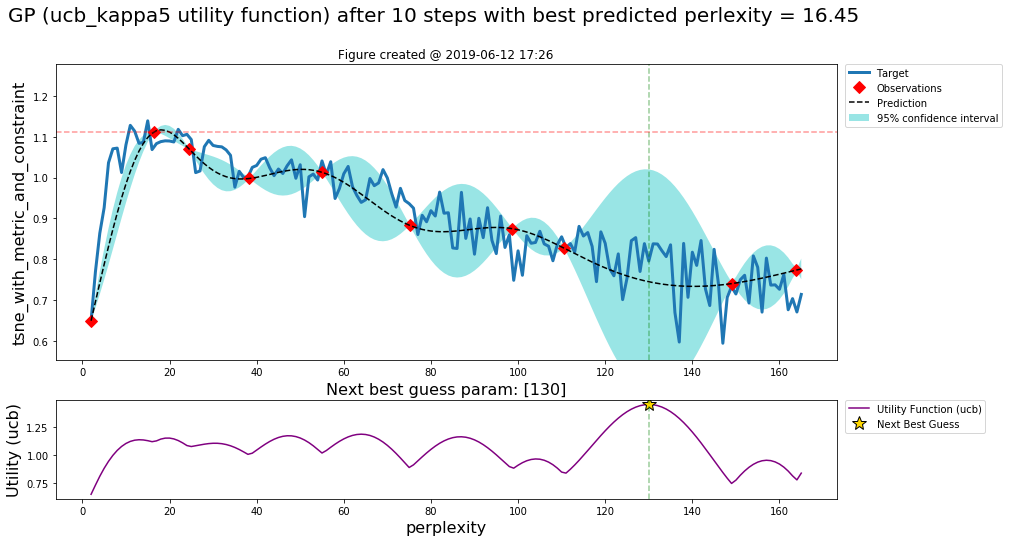 GP (ucb_kappa5 utility function) after 10 steps with best predicted perlexity = 16.45
Figure created @ 2019-06-12 17:26
tsne_with_metric_and_constraint
1.2
1.1
1.0
0.9
0.8
0.7
0.6
0 20 40 60 80 100 120 140 160
Target
Observations
Prediction
95% confidence interval
Next best guess param: [130]
Utility (ucb)
1.25
1.00
0.75
0 20 40 60 80 100 120 140 160
perplexity
Utility Function (ucb)
Next Best Guess